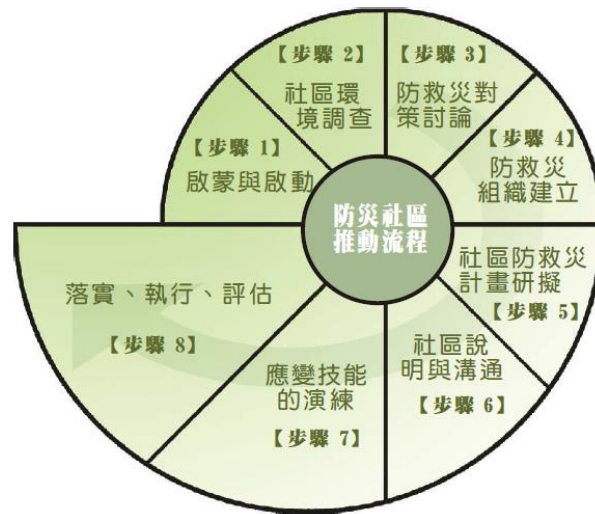 防災社區
推動流程
【步驟 1】
啟蒙與啟動
【步驟 2】
社區環
境調查
【步驟 3】
防救災對
策討論
【步驟 4】
防救災
組織建立
社區防救災
計畫研擬
【步驟 5】
社區說
明與溝通
【步驟 6】
應變技能
的演練
【步驟 7】
落實、執行、評估
【步驟 8】